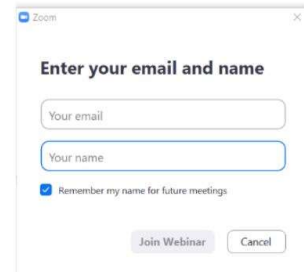 Zoom
Enter your email and name
Your email
Your name
Remember my name for future meetings
Join Webinar Cancel